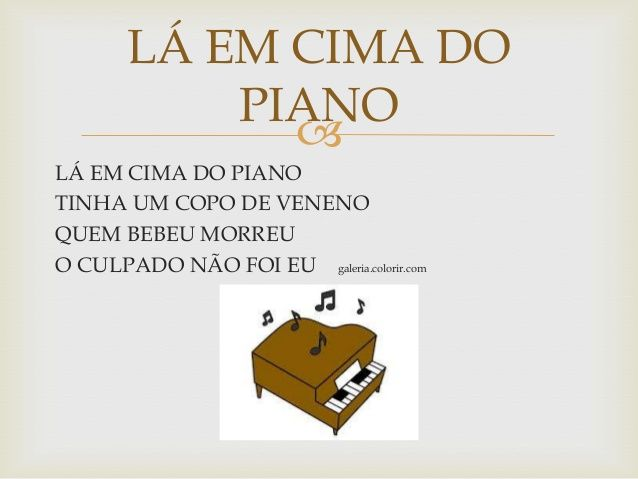 LÁ EM CIMA DO
PIANO
LÁ EM CIMA DO PIANO
TINHA UM COPO DE VENENO
QUEM BEBEU MORREU
O CULPADO NÃO FOI EU galeria.colorir.com